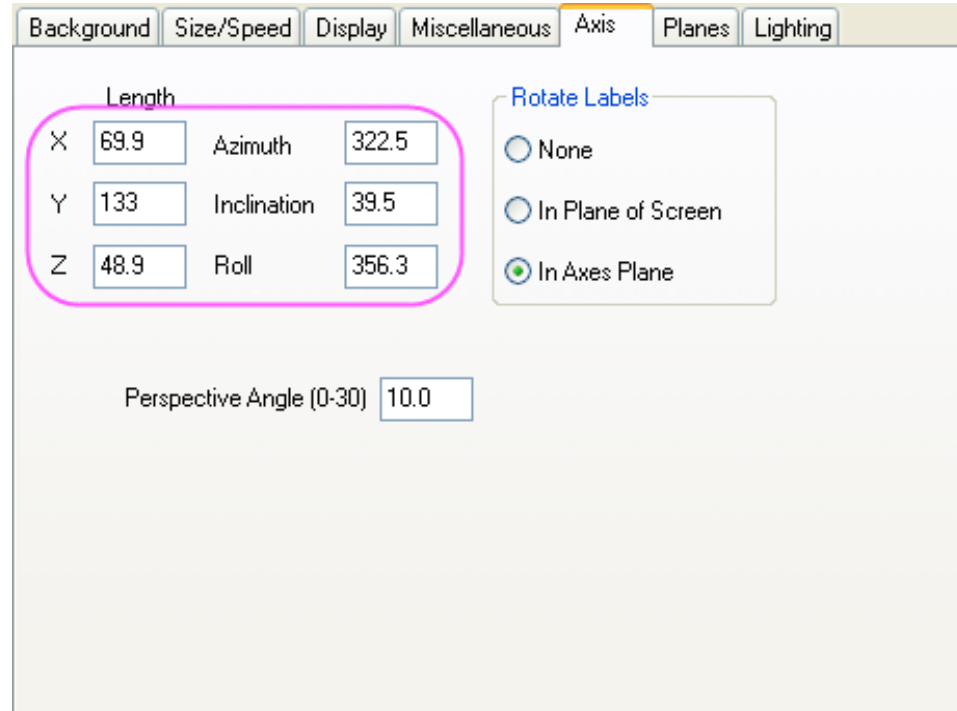 Background Size/Speed Display Miscellaneous Axis Planes Lighting
Length
X 69.9 Azimuth 322.5
Y 133 Inclination 39.5
Z 48.9 Roll 356.3
Rotate Labels
None
In Plane of Screen
In Axes Plane
Perspective Angle (0-30) 10.0